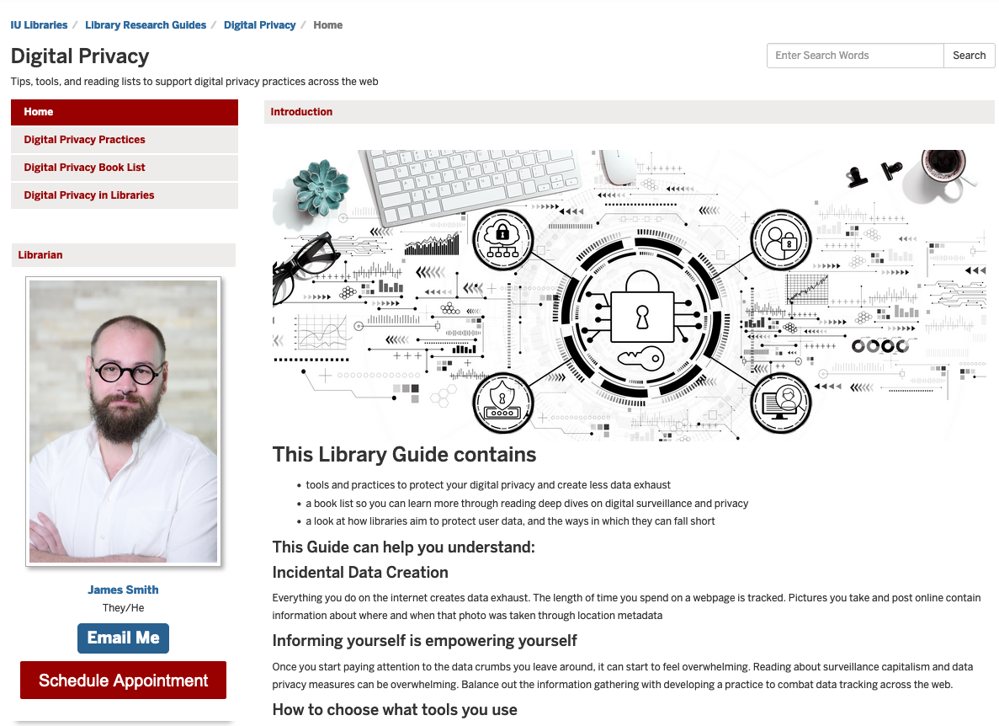 IU Libraries / Library Research Guides / Digital Privacy / Home
Digital Privacy
Enter Search Words
Search
Tips, tools, and reading lists to support digital privacy practices across the web
Home
Digital Privacy Practices
Digital Privacy Book List
Digital Privacy in Libraries
Librarian
James Smith
They/He
Email Me
Schedule Appointment
Introduction
This Library Guide contains
• tools and practices to protect your digital privacy and create less data exhaust
• a book list so you can learn more through reading deep dives on digital surveillance and privacy
• a look at how libraries aim to protect user data, and the ways in which they can fall short
This Guide can help you understand:
Incidental Data Creation
Everything you do on the internet creates data exhaust. The length of time you spend on a webpage is tracked. Pictures you take and post online contain
information about where and when that photo was taken through location metadata
Informing yourself is empowering yourself
Once you start paying attention to the data crumbs you leave around, it can start to feel overwhelming. Reading about surveillance capitalism and data
privacy measures can be overwhelming. Balance out the information gathering with developing a practice to combat data tracking across the web.
How to choose what tools you use